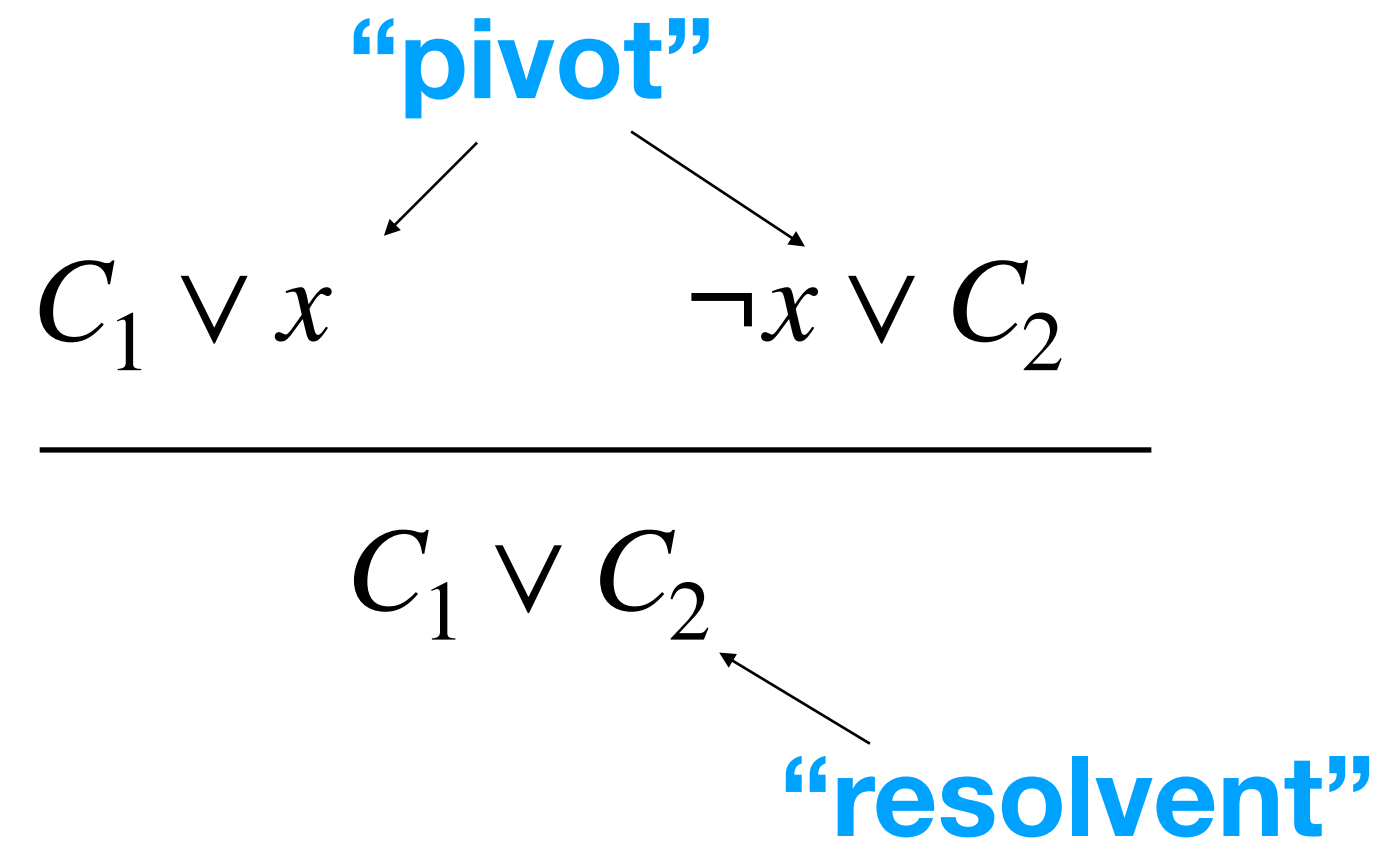 “pivot”
C₁ ∨ x ¬x ∨ C₂
C₁ ∨ C₂
“resolvent”